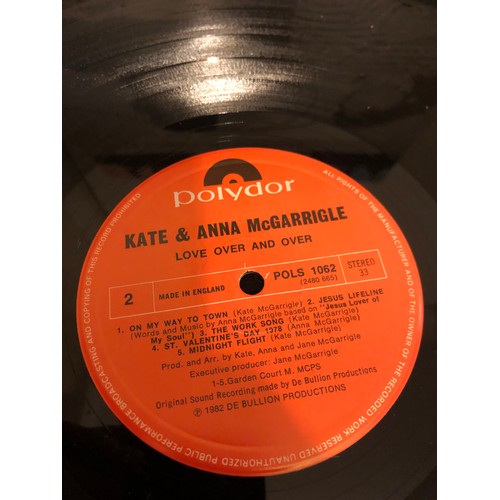 polydor
KATE & ANNA McGARRIGLE
LOVE OVER AND OVER
2
MADE IN ENGLAND
POLS 1062
(2480 665)
STEREO
33
1. ON MY WAY TO TOWN (Kate McGarrigle) 2. JESUS LIFELINE
(Words and Music by Anna McGarrigle based on "Jesus Lover of
My Soul") 3. THE WORK SONG (Kate McGarrigle)
4. ST. VALENTINE'S CAY 1978 (Anna McGarrigle)
5. MIDNIGHT FLIGHT (Kate McGarrigle)
Prod. and Arr. by Kate, Anna and Jane McGarrigle
Executive producer: Jane McGarrigle
1-5. Garden Court M. MCPS
Original Sound Recording made by De Bullion Productions
Ⓟ 1982 DE BULLION PRODUCTIONS
ALL RIGHTS OF THE MANUFACTURER AND OF THE OWNER OF THE RECORDED WORK RESERVED UNAUTHORIZED PUBLIC PERFORMANCE BROADCASTING AND COPYING OF THIS RECORD PROHIBITED